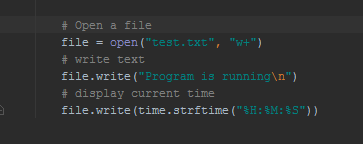 # Open a file
file = open("test.txt", "w+")
# write text
file.write("Program is running\n")
# display current time
file.write(time.strftime("%H:%M:%S"))